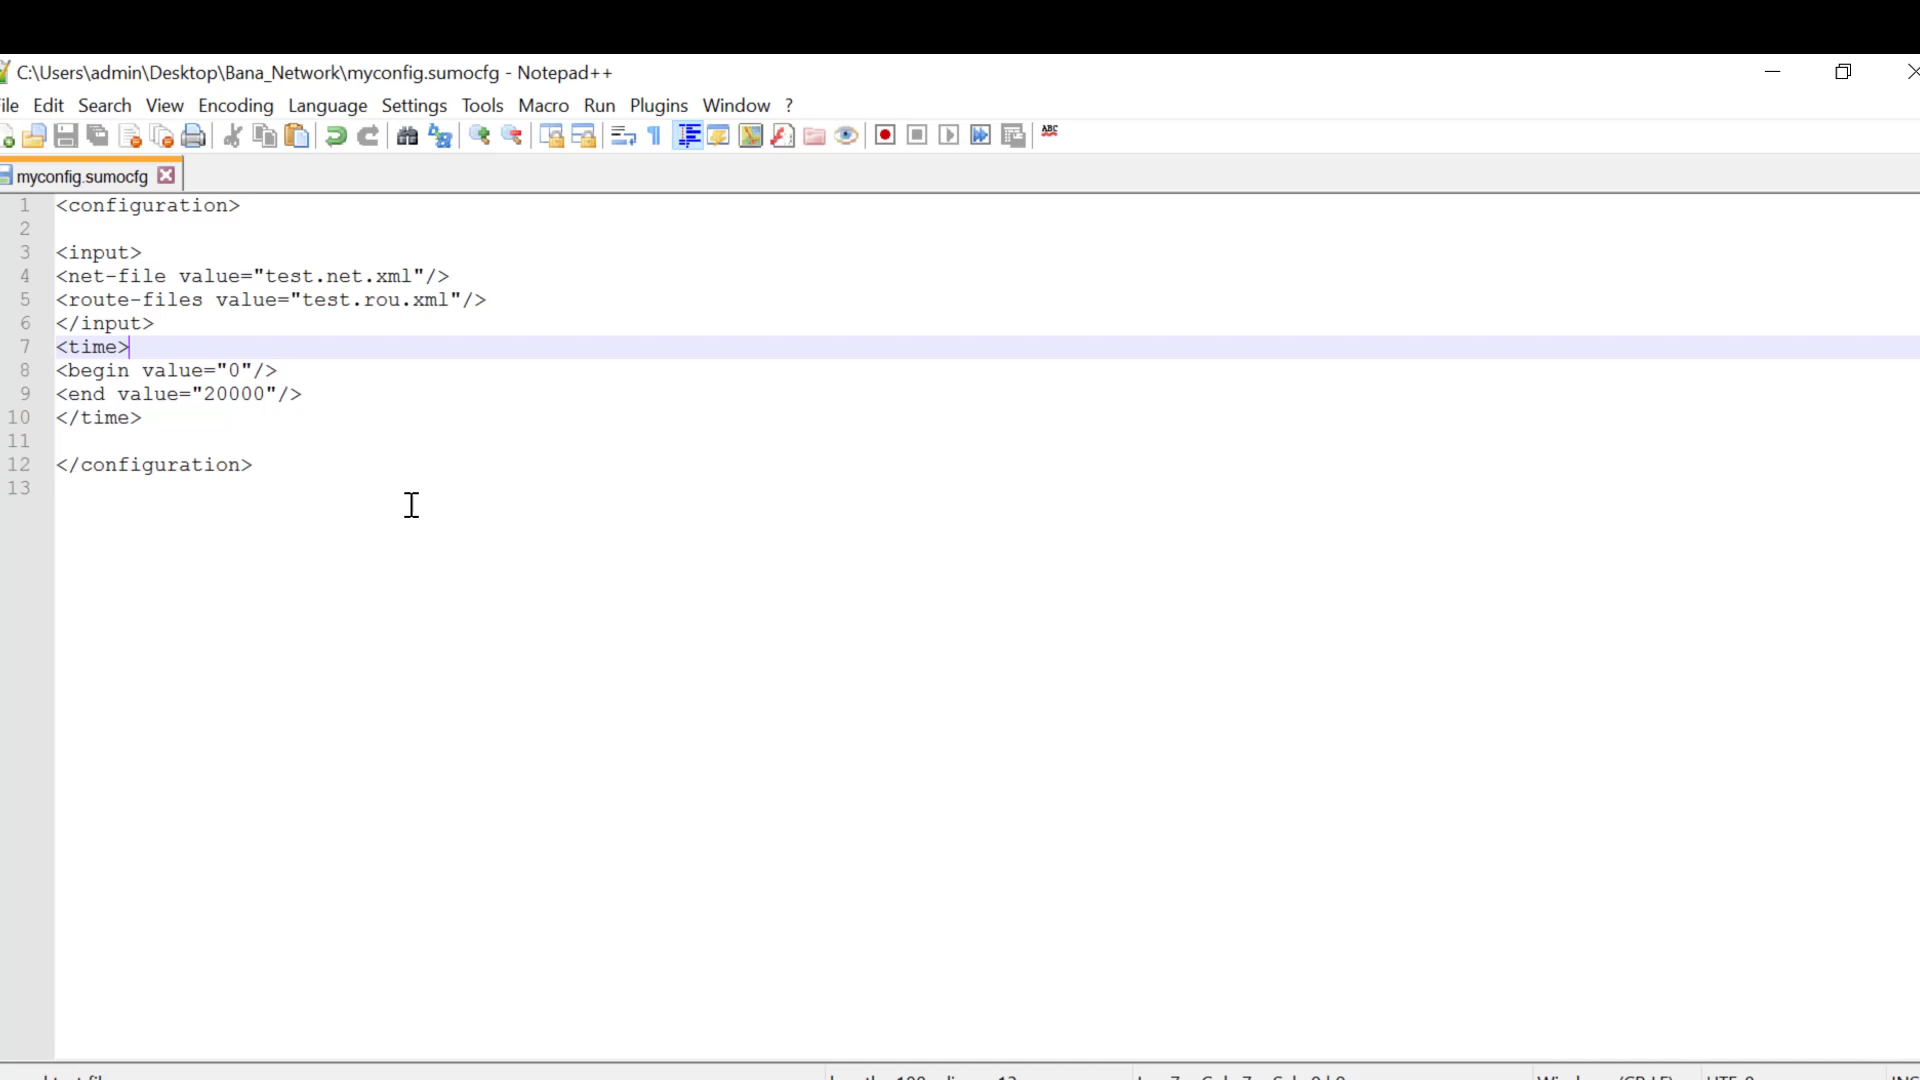 C:\Users\admin\Desktop\Bana_Network\myconfig.sumocfg - Notepad++
Edit Search View Encoding Language Settings Tools Macro Run Plugins Window ?
ABC
myconfig.sumocfg
1 <configuration>
2
3 <input>
4 <net-file value="test.net.xml"/>
5 <route-files value="test.rou.xml"/>
6 </input>
7 <time>
8 <begin value="0"/>
9 <end value="20000"/>
10 </time>
11
12 </configuration>
13